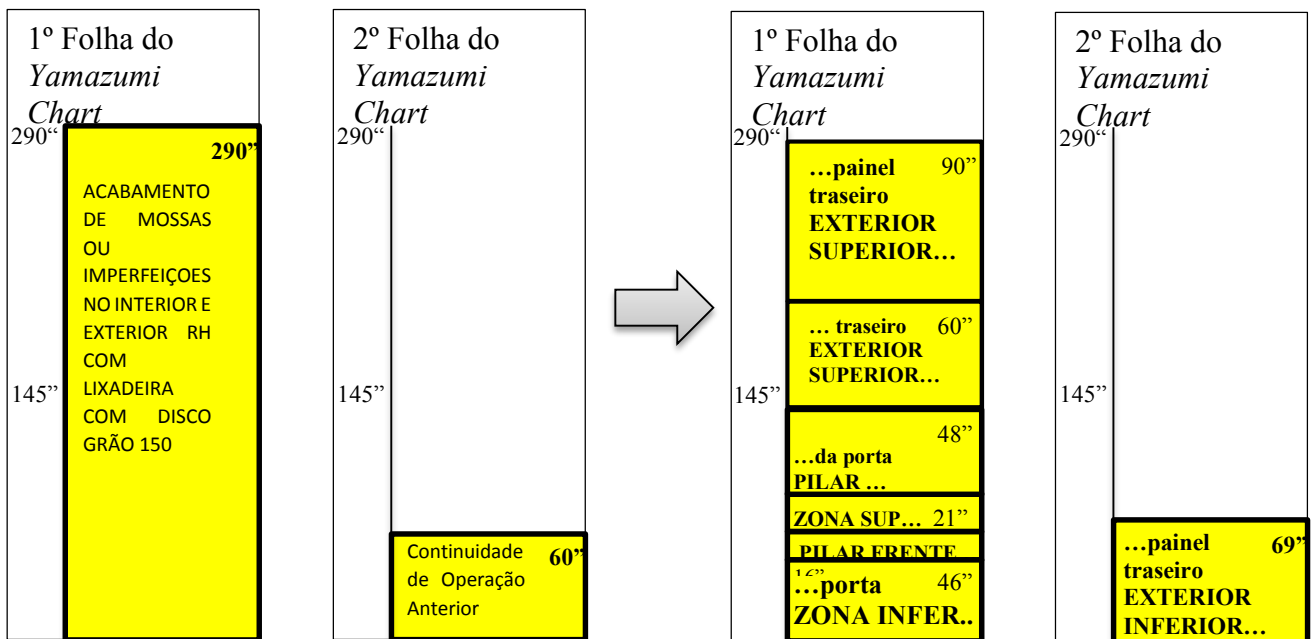 1º Folha do
Yamazumi
Chart
290“
290”
ACABAMENTO
DE MOSSAS
OU
IMPERFEIÇOES
NO INTERIOR E
EXTERIOR RH
COM
LIXADEIRA
COM DISCO
GRÃO 150
145”
2º Folha do
Yamazumi
Chart
290“
145”
Continuidade
de Operação
Anterior
60”
1º Folha do
Yamazumi
Chart
290“
…painel 90”
traseiro
EXTERIOR
SUPERIOR…
… traseiro 60”
EXTERIOR
SUPERIOR…
145”
48”
…da porta
PILAR …
ZONA SUP… 21”
PILAR FRENTE
16”
…porta 46”
ZONA INFER..
2º Folha do
Yamazumi
Chart
290“
145”
…painel 69”
traseiro
EXTERIOR
INFERIOR…